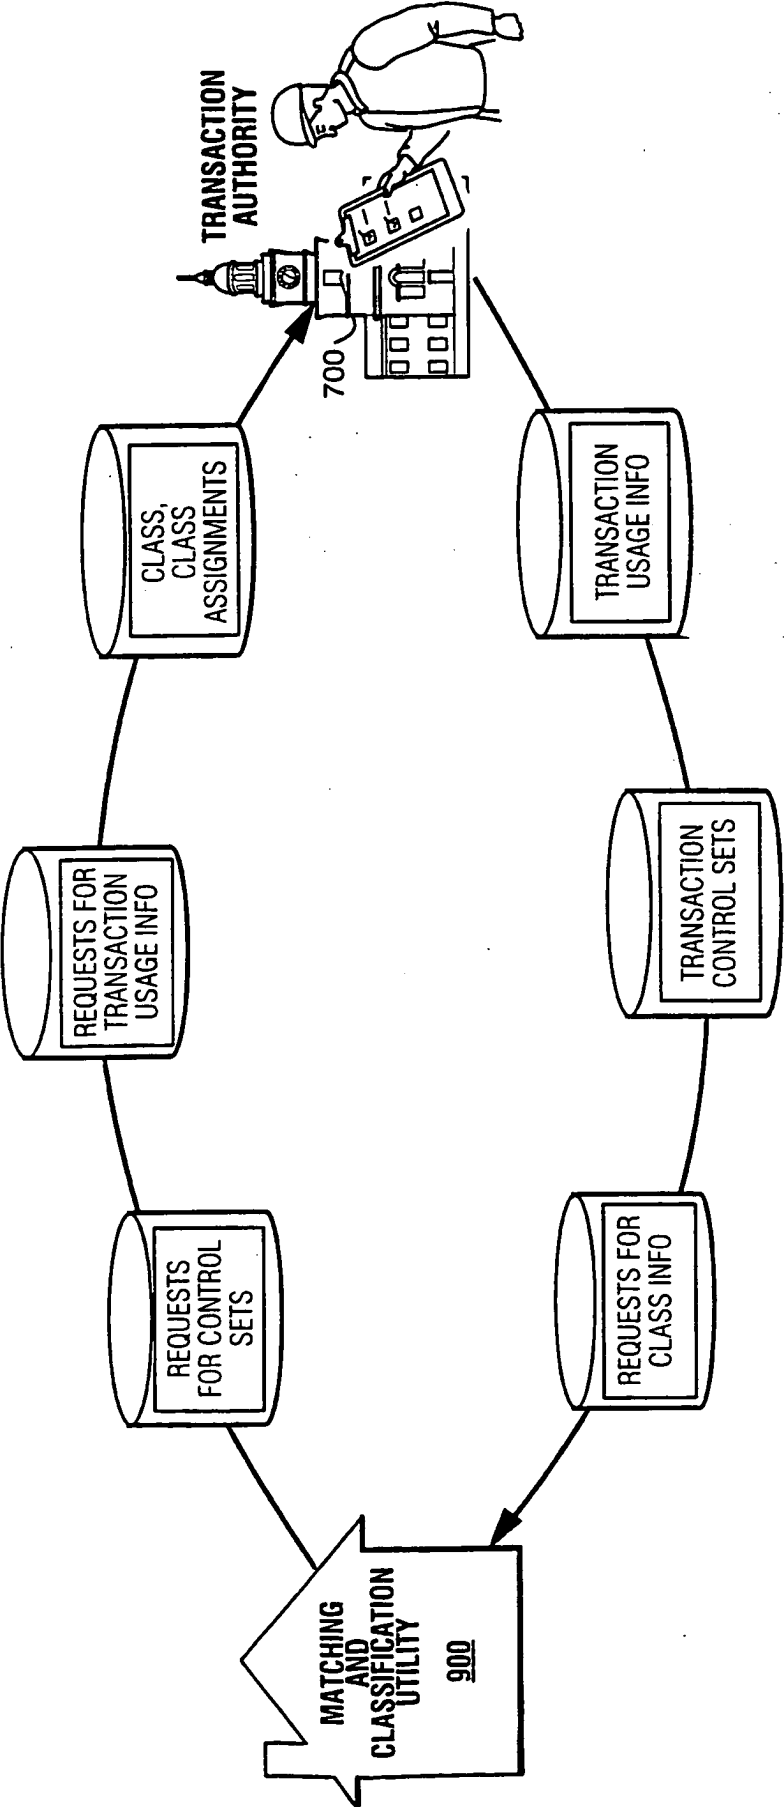 REQUESTS
FOR CONTROL
SETS
REQUESTS FOR
TRANSACTION
USAGE INFO
CLASS,
CLASS
ASSIGNMENTS
TRANSACTION
AUTHORITY
700
MATCHING
AND
CLASSIFICATION
UTILITY
900
REQUESTS FOR
CLASS INFO
TRANSACTION
CONTROL SETS
TRANSACTION
USAGE INFO